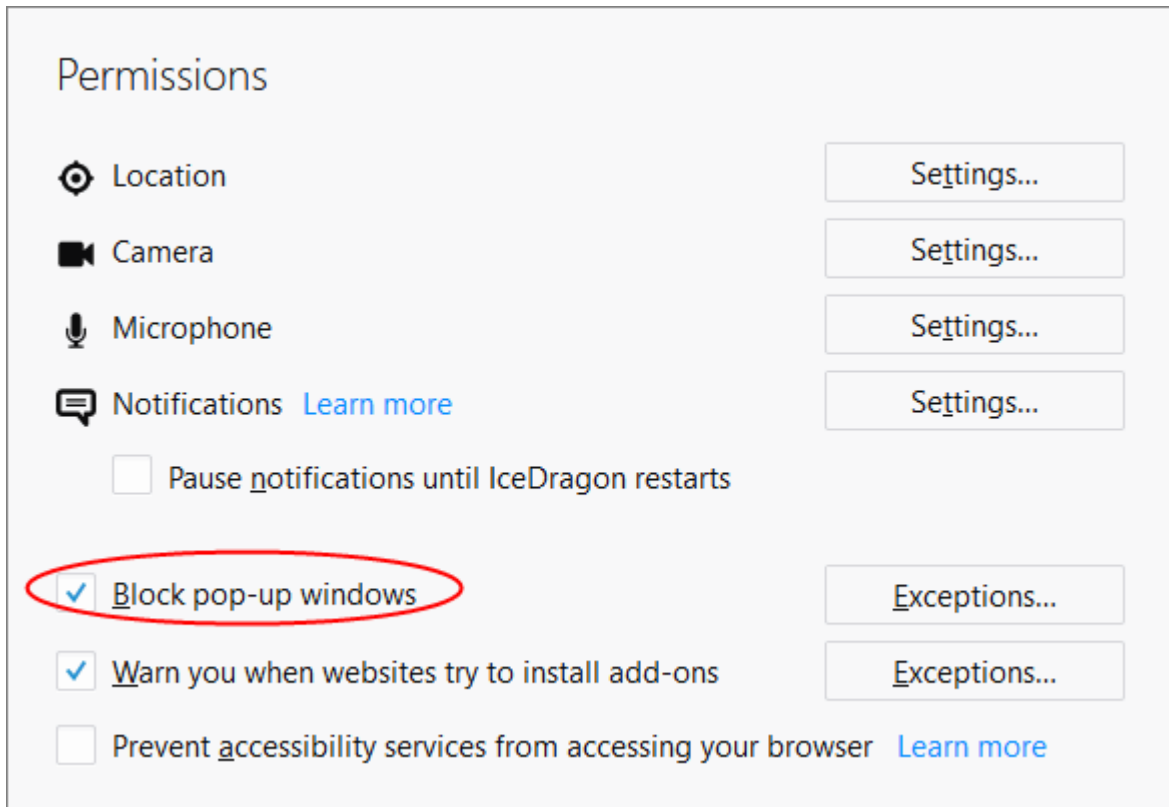 Permissions
Location Settings...
Camera Settings...
Microphone Settings...
Notifications Learn more Settings...
Pause notifications until IceDragon restarts
Block pop-up windows Exceptions...
Warn you when websites try to install add-ons Exceptions...
Prevent accessibility services from accessing your browser Learn more